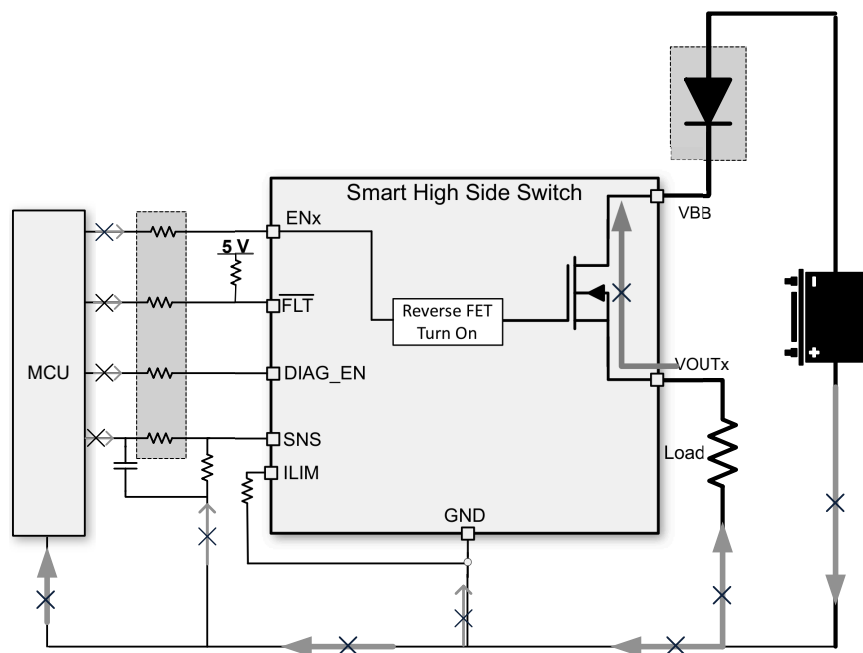 Smart High Side Switch
VBB
ENx
5 V
FLT
Reverse FET
Turn On
VOUTx
MCU
DIAG_EN
SNS
Load
ILIM
GND
-
+